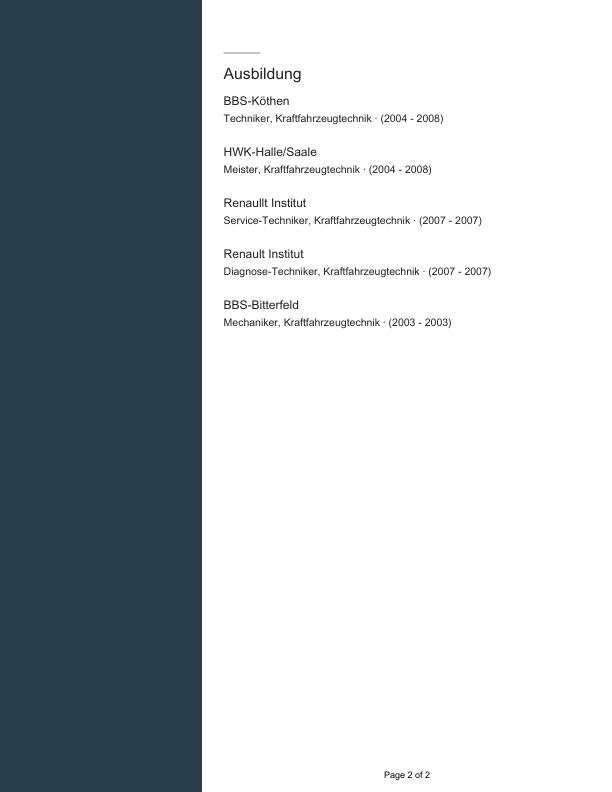 Ausbildung
BBS-Köthen
Techniker, Kraftfahrzeugtechnik · (2004 - 2008)
HWK-Halle/Saale
Meister, Kraftfahrzeugtechnik · (2004 - 2008)
Renaullt Institut
Service-Techniker, Kraftfahrzeugtechnik · (2007 - 2007)
Renault Institut
Diagnose-Techniker, Kraftfahrzeugtechnik · (2007 - 2007)
BBS-Bitterfeld
Mechaniker, Kraftfahrzeugtechnik · (2003 - 2003)
Page 2 of 2